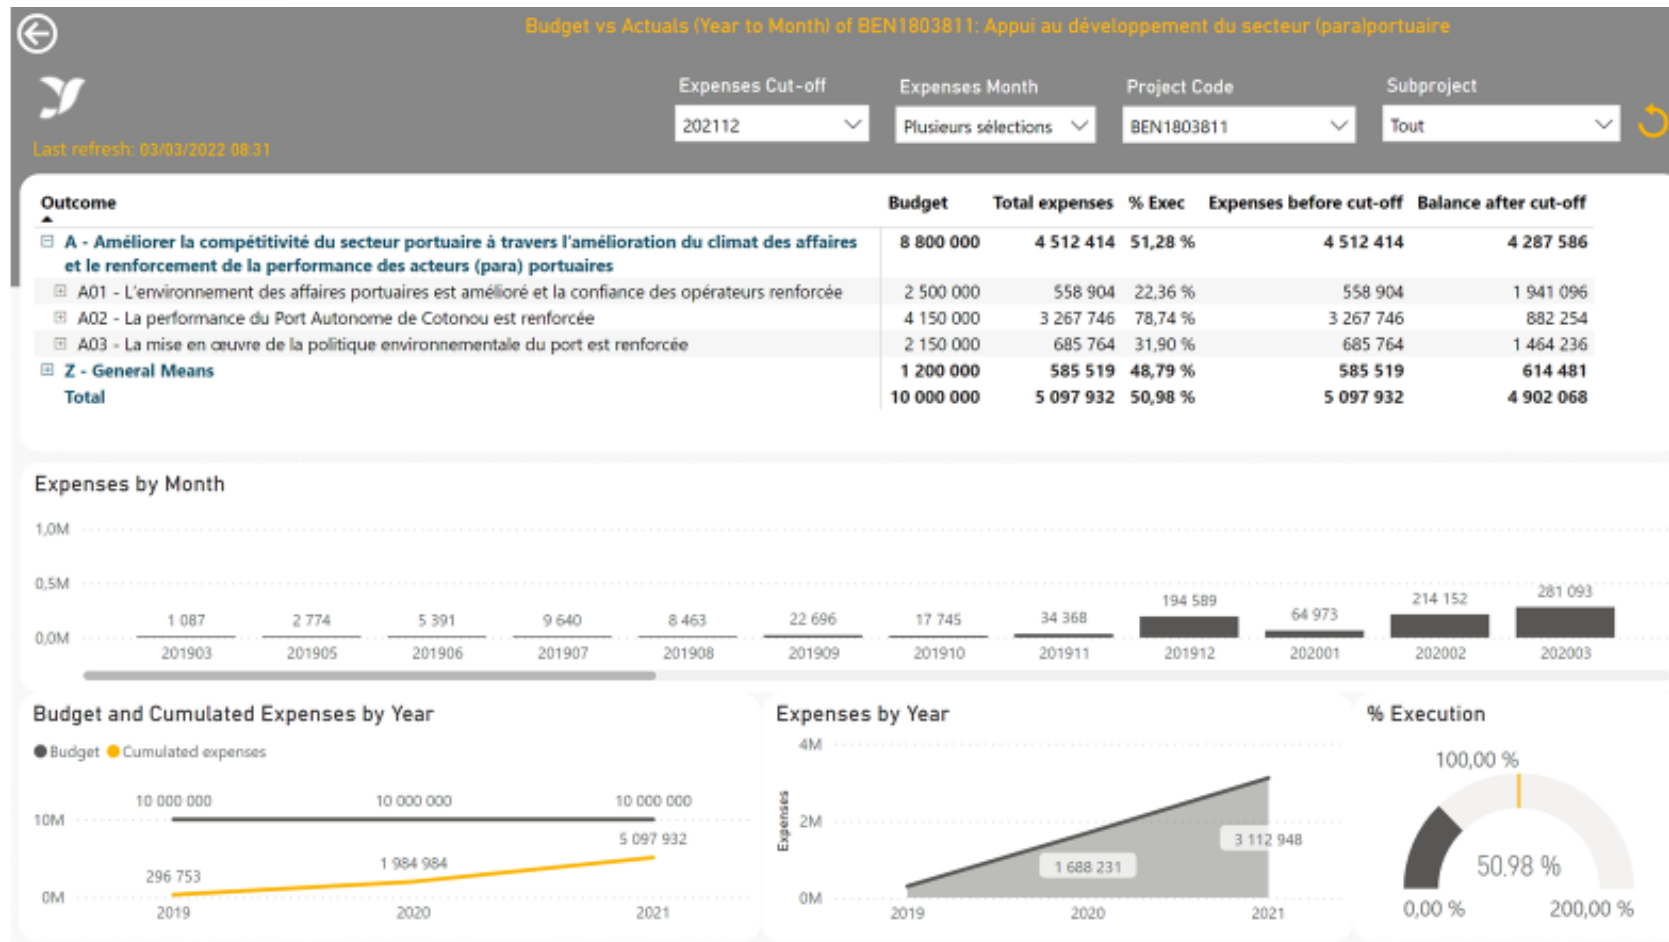 Budget vs Actuals (Year to Month) of BEN1803811: Appui au développement du secteur (para)portuaire
Expenses Cut-off Expenses Month Project Code Subproject
202112 Plusieurs sélections BEN1803811 Tout
Last refresh: 03/03/2022 08:31
Outcome Budget Total expenses % Exec Expenses before cut-off Balance after cut-off
A - Améliorer la compétitivité du secteur portuaire à travers l'amélioration du climat des affaires 8 800 000 4 512 414 51,28 % 4 512 414 4 287 586
et le renforcement de la performance des acteurs (para) portuaires
A01 - L'environnement des affaires portuaires est amélioré et la confiance des opérateurs renforcée 2 500 000 558 904 22,36 % 558 904 1 941 096
A02 - La performance du Port Autonome de Cotonou est renforcée 4 150 000 3 267 746 78,74 % 3 267 746 882 254
A03 - La mise en œuvre de la politique environnementale du port est renforcée 2 150 000 685 764 31,90 % 685 764 1 464 236
Z - General Means 1 200 000 585 519 48,79 % 585 519 614 481
Total 10 000 000 5 097 932 50,98 % 5 097 932 4 902 068
Expenses by Month
1,0M
0,5M
0,0M
1 087 2 774 5 391 9 640 8 463 22 696 17 745 34 368 194 589 64 973 214 152 281 093
201903 201905 201906 201907 201908 201909 201910 201911 201912 202001 202002 202003
Budget and Cumulated Expenses by Year
Budget Cumulated expenses
10 000 000 10 000 000 10 000 000
10M
5 097 932
1 984 984
296 753
0M
2019 2020 2021
Expenses by Year
4M
2M
0M
Expenses
3 112 948
1 688 231
2019 2020 2021
% Execution
100,00 %
50.98 %
0,00 % 200,00 %